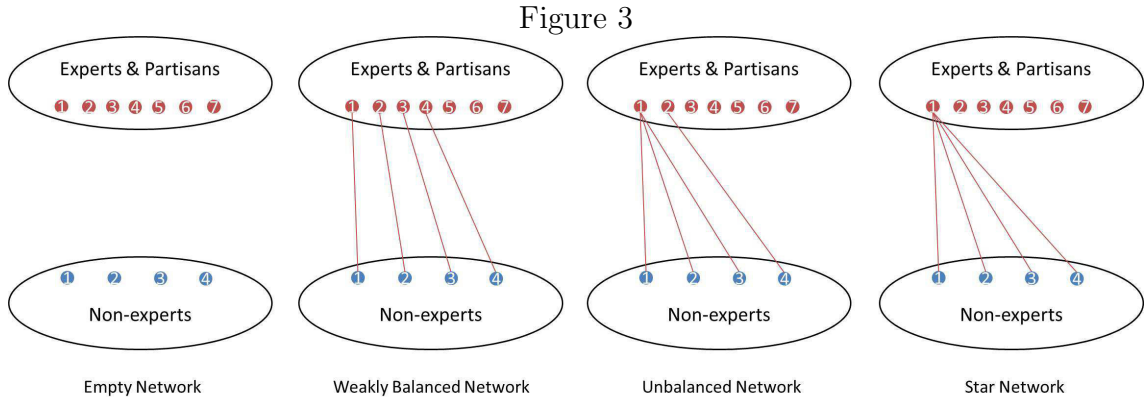 Figure 3
Experts & Partisans
1 2 3 4 5 6 7
1 2 3 4
Non-experts
Empty Network
Experts & Partisans
1 2 3 4 5 6 7
1 2 3 4
Non-experts
Weakly Balanced Network
Experts & Partisans
1 2 3 4 5 6 7
1 2 3 4
Non-experts
Unbalanced Network
Experts & Partisans
1 2 3 4 5 6 7
1 2 3 4
Non-experts
Star Network